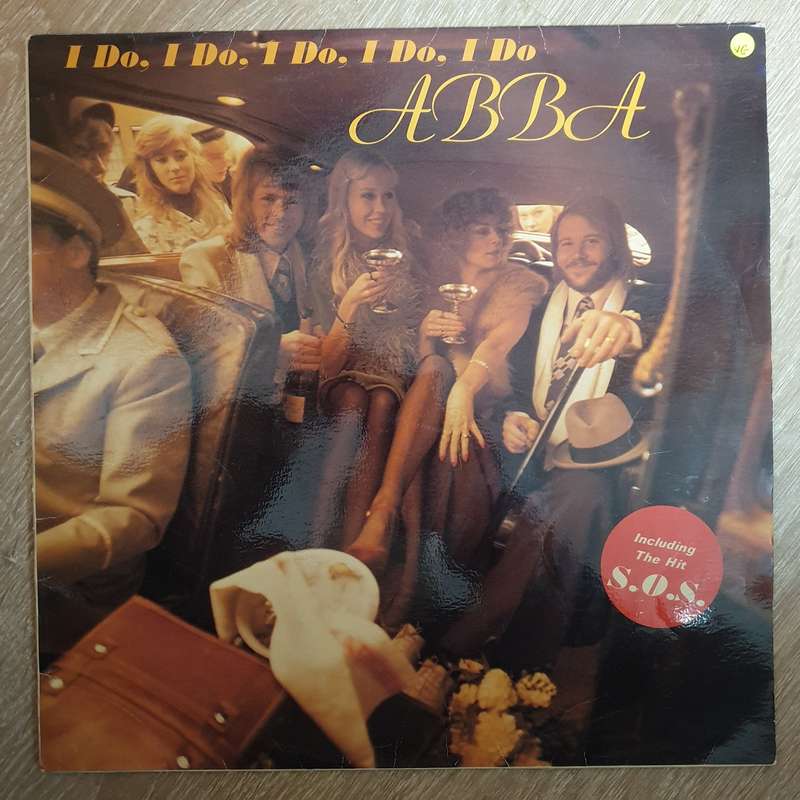 I Do, I Do, I Do, I Do, I Do
ABBA
Including
The Hit
S.O.S.